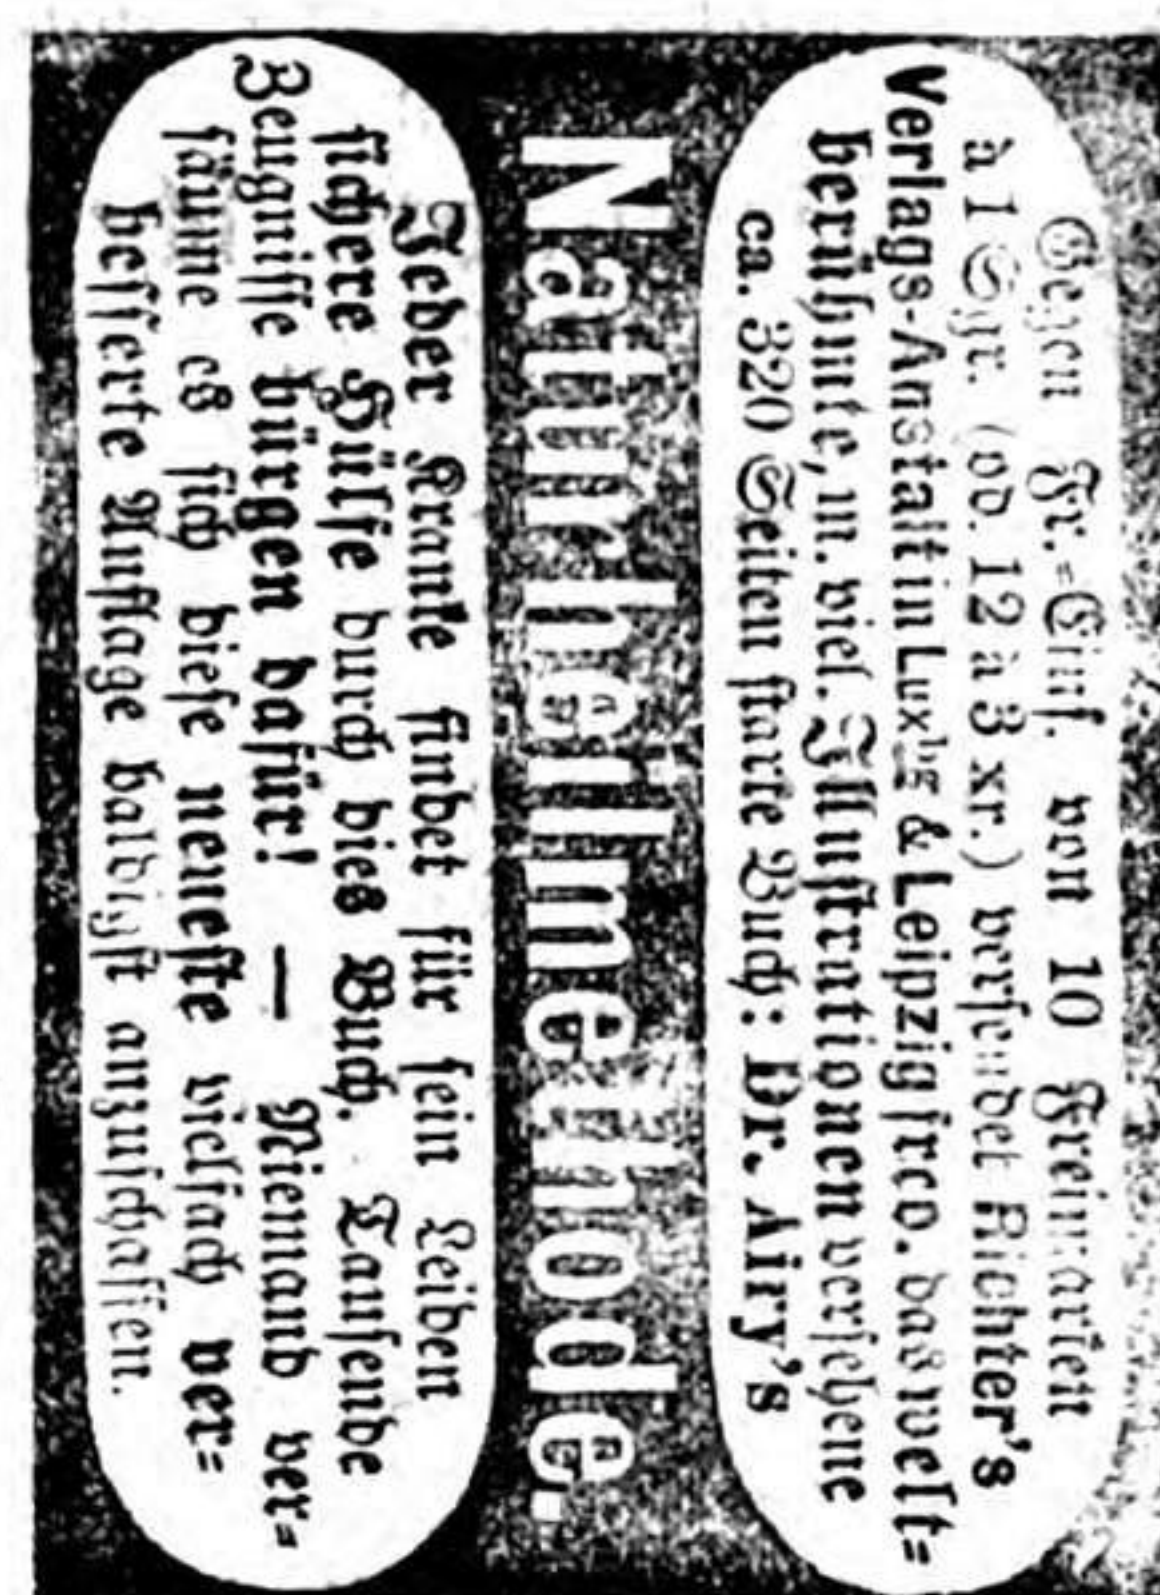 Gegen Fr.=Eins. von 10 Freimarken
à 1 Sgr. (od. 12 à 3 xr.) versendet Richter's
Verlags-Anstalt in Luxbg & Leipzig frco. das welt=
berühmte, m. viel. Illustrationen versehene
ca. 320 Seiten starke Buch: Dr. Airy's
Naturheilmethode.
Jeder Kranke findet für sein Leiden
sichere Hülfe durch dies Buch. Tausende
Zeugnisse bürgen dafür! — Niemand ver=
säume es sich diese neueste vielfach ver=
besserte Auflage baldigst anzuschaffen.